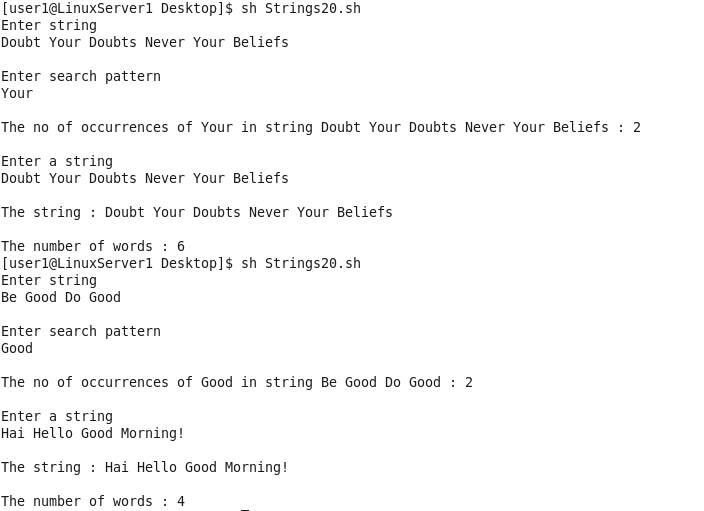 [user1@LinuxServer1 Desktop]$ sh Strings20.sh
Enter string
Doubt Your Doubts Never Your Beliefs
Enter search pattern
Your
The no of occurrences of Your in string Doubt Your Doubts Never Your Beliefs : 2
Enter a string
Doubt Your Doubts Never Your Beliefs
The string : Doubt Your Doubts Never Your Beliefs
The number of words : 6
[user1@LinuxServer1 Desktop]$ sh Strings20.sh
Enter string
Be Good Do Good
Enter search pattern
Good
The no of occurrences of Good in string Be Good Do Good : 2
Enter a string
Hai Hello Good Morning!
The string : Hai Hello Good Morning!
The number of words : 4